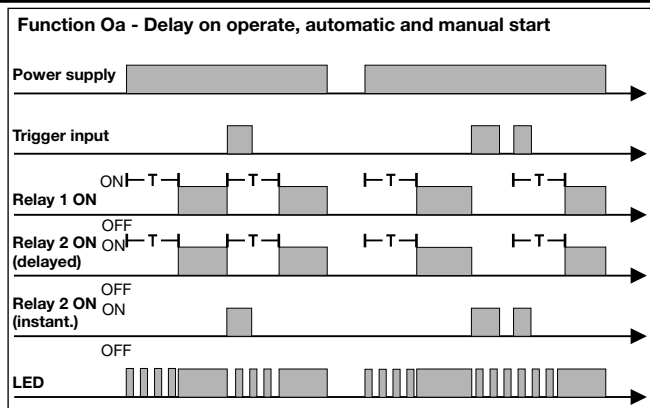 Function Oa - Delay on operate, automatic and manual start
Power supply
Trigger input
ON T T T T
Relay 1 ON
OFF
Relay 2 ON ON T T T T
(delayed)
OFF
Relay 2 ON ON
(instant.)
OFF
LED